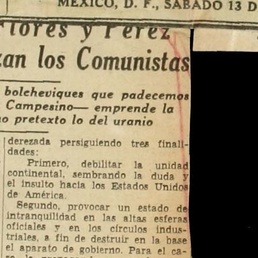 MEXICO, D. F., SABADO 13 D
Flores y Perez
zan los Comunistas
bolcheviques que padecemos
Campesino— emprende la
no pretexto lo del uranio
derezada persiguiendo tres finali-
dades:
Primero, debilitar la unidad
continental, sembrando la duda y
el insulto hacia los Estados Unidos
de América.
Segundo, provocar un estado de
intranquilidad en las altas esferas
oficiales y en los círculos indus-
triales, a fin de destruir en la base
el aparato de gobierno. Para el ca-